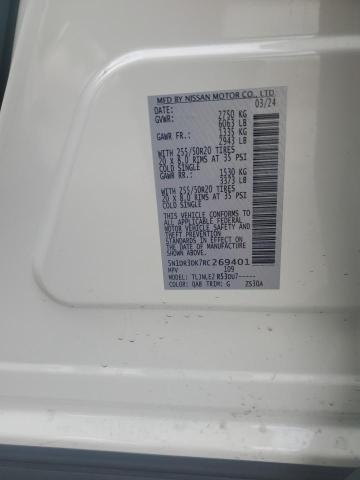 MFD BY NISSAN MOTOR CO., LTD
DATE: 03/24
GVWR: 2750 KG
6063 LB
GAWR FR.: 1335 KG
2943 LB
WITH 255/50R20 TIRES
20 X 8.0 RIMS AT 35 PSI
COLD SINGLE
GAWR RR.: 1530 KG
3373 LB
WITH 255/50R20 TIRES
20 X 8.0 RIMS AT 35 PSI
COLD SINGLE
THIS VEHICLE CONFORMS TO ALL
APPLICABLE FEDERAL MOTOR
VEHICLE SAFETY AND THEFT
PREVENTION STANDARDS IN
EFFECT ON THE DATE OF
MANUFACTURE SHOWN ABOVE.
5N1DR3DK7RC269401
MPV 109
MODEL: R53DU7-----
COLOR: QAB TRIM: G ZS30A